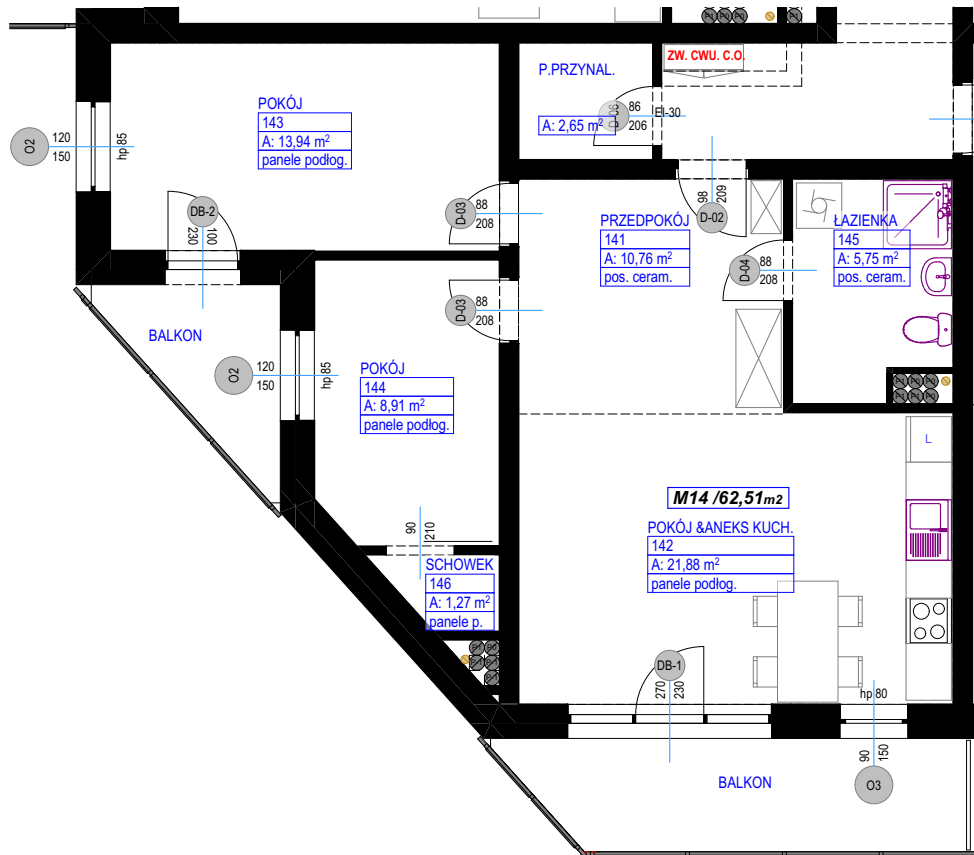 ZW. CWU. C.O.
P.PRZYNAL.
A: 2,65 m²
D-06
86
206
EI-30
POKÓJ
143
A: 13,94 m²
panele podłog.
O2
120
150
hp 85
DB-2
100
230
D-03
88
208
98
209
D-02
PRZEDPOKÓJ
141
A: 10,76 m²
pos. ceram.
ŁAZIENKA
145
A: 5,75 m²
pos. ceram.
D-04
88
208
D-03
88
208
BALKON
O2
120
150
hp 85
POKÓJ
144
A: 8,91 m²
panele podłog.
L
M14 /62,51m2
POKÓJ &ANEKS KUCH.
142
A: 21,88 m²
panele podłog.
90
210
SCHOWEK
146
A: 1,27 m²
panele p.
DB-1
270
230
hp 80
90
150
O3
BALKON